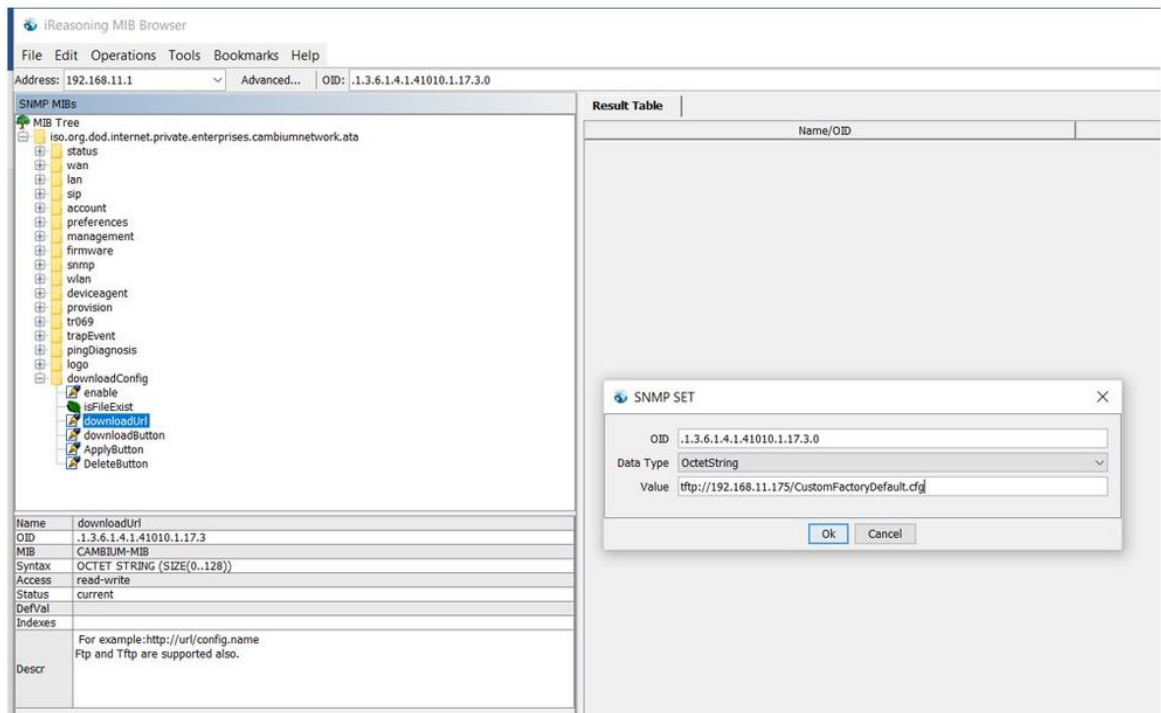 iReasoning MIB Browser
File Edit Operations Tools Bookmarks Help
Address: 192.168.11.1 Advanced... OID: .1.3.6.1.4.1.41010.1.17.3.0
SNMP MIBs
MIB Tree
iso.org.dod.internet.private.enterprises.cambiumnetwork.ata
status
wan
lan
sip
account
preferences
management
firmware
snmp
wlan
deviceagent
provision
tr069
trapEvent
pingDiagnosis
logo
downloadConfig
enable
isFileExist
downloadUrl
downloadButton
ApplyButton
DeleteButton
Name downloadUrl
OID .1.3.6.1.4.1.41010.1.17.3
MIB CAMBIUM-MIB
Syntax OCTET STRING (SIZE(0..128))
Access read-write
Status current
DefVal
Indexes
Descr
For example:http://url/config.name
Ftp and Tftp are supported also.
Result Table
Name/OID
SNMP SET
OID .1.3.6.1.4.1.41010.1.17.3.0
Data Type OctetString
Value tftp://192.168.11.175/CustomFactoryDefault.cfg
Ok Cancel